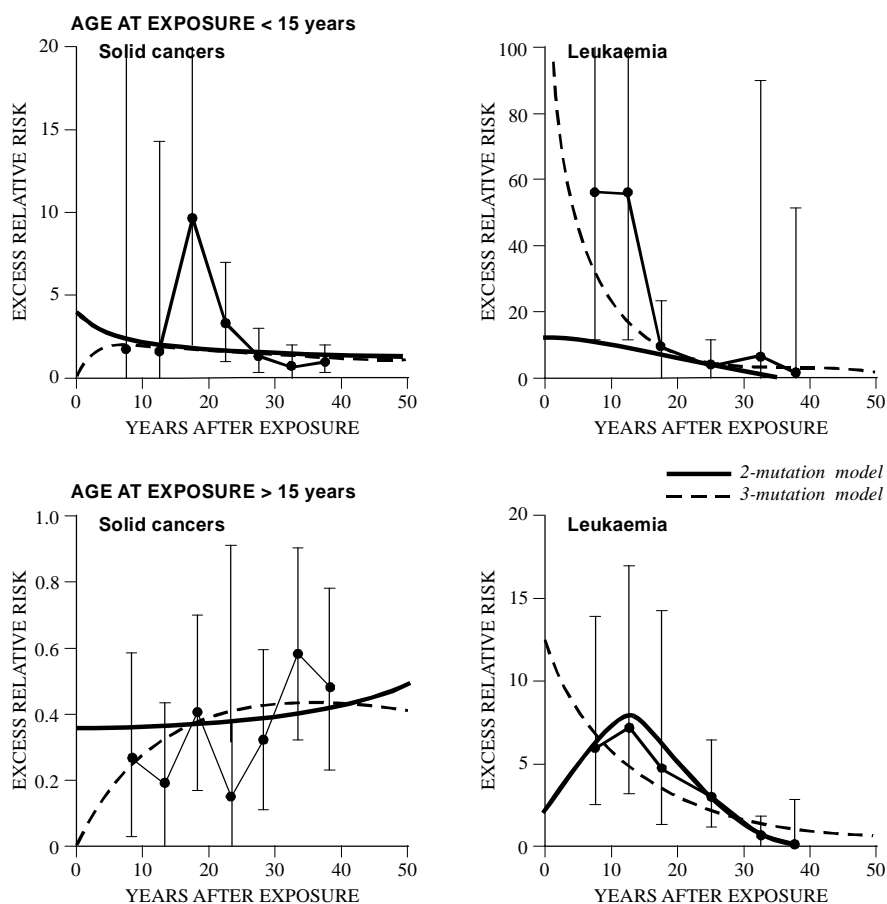 AGE AT EXPOSURE < 15 years
Solid cancers
EXCESS RELATIVE RISK
20
15
10
5
0
0 10 20 30 40 50
YEARS AFTER EXPOSURE
Leukaemia
EXCESS RELATIVE RISK
100
80
60
40
20
0
0 10 20 30 40 50
YEARS AFTER EXPOSURE
2-mutation model
3-mutation model
AGE AT EXPOSURE > 15 years
Solid cancers
EXCESS RELATIVE RISK
1.0
0.8
0.6
0.4
0.2
0
0 10 20 30 40 50
YEARS AFTER EXPOSURE
Leukaemia
EXCESS RELATIVE RISK
20
15
10
5
0
0 10 20 30 40 50
YEARS AFTER EXPOSURE